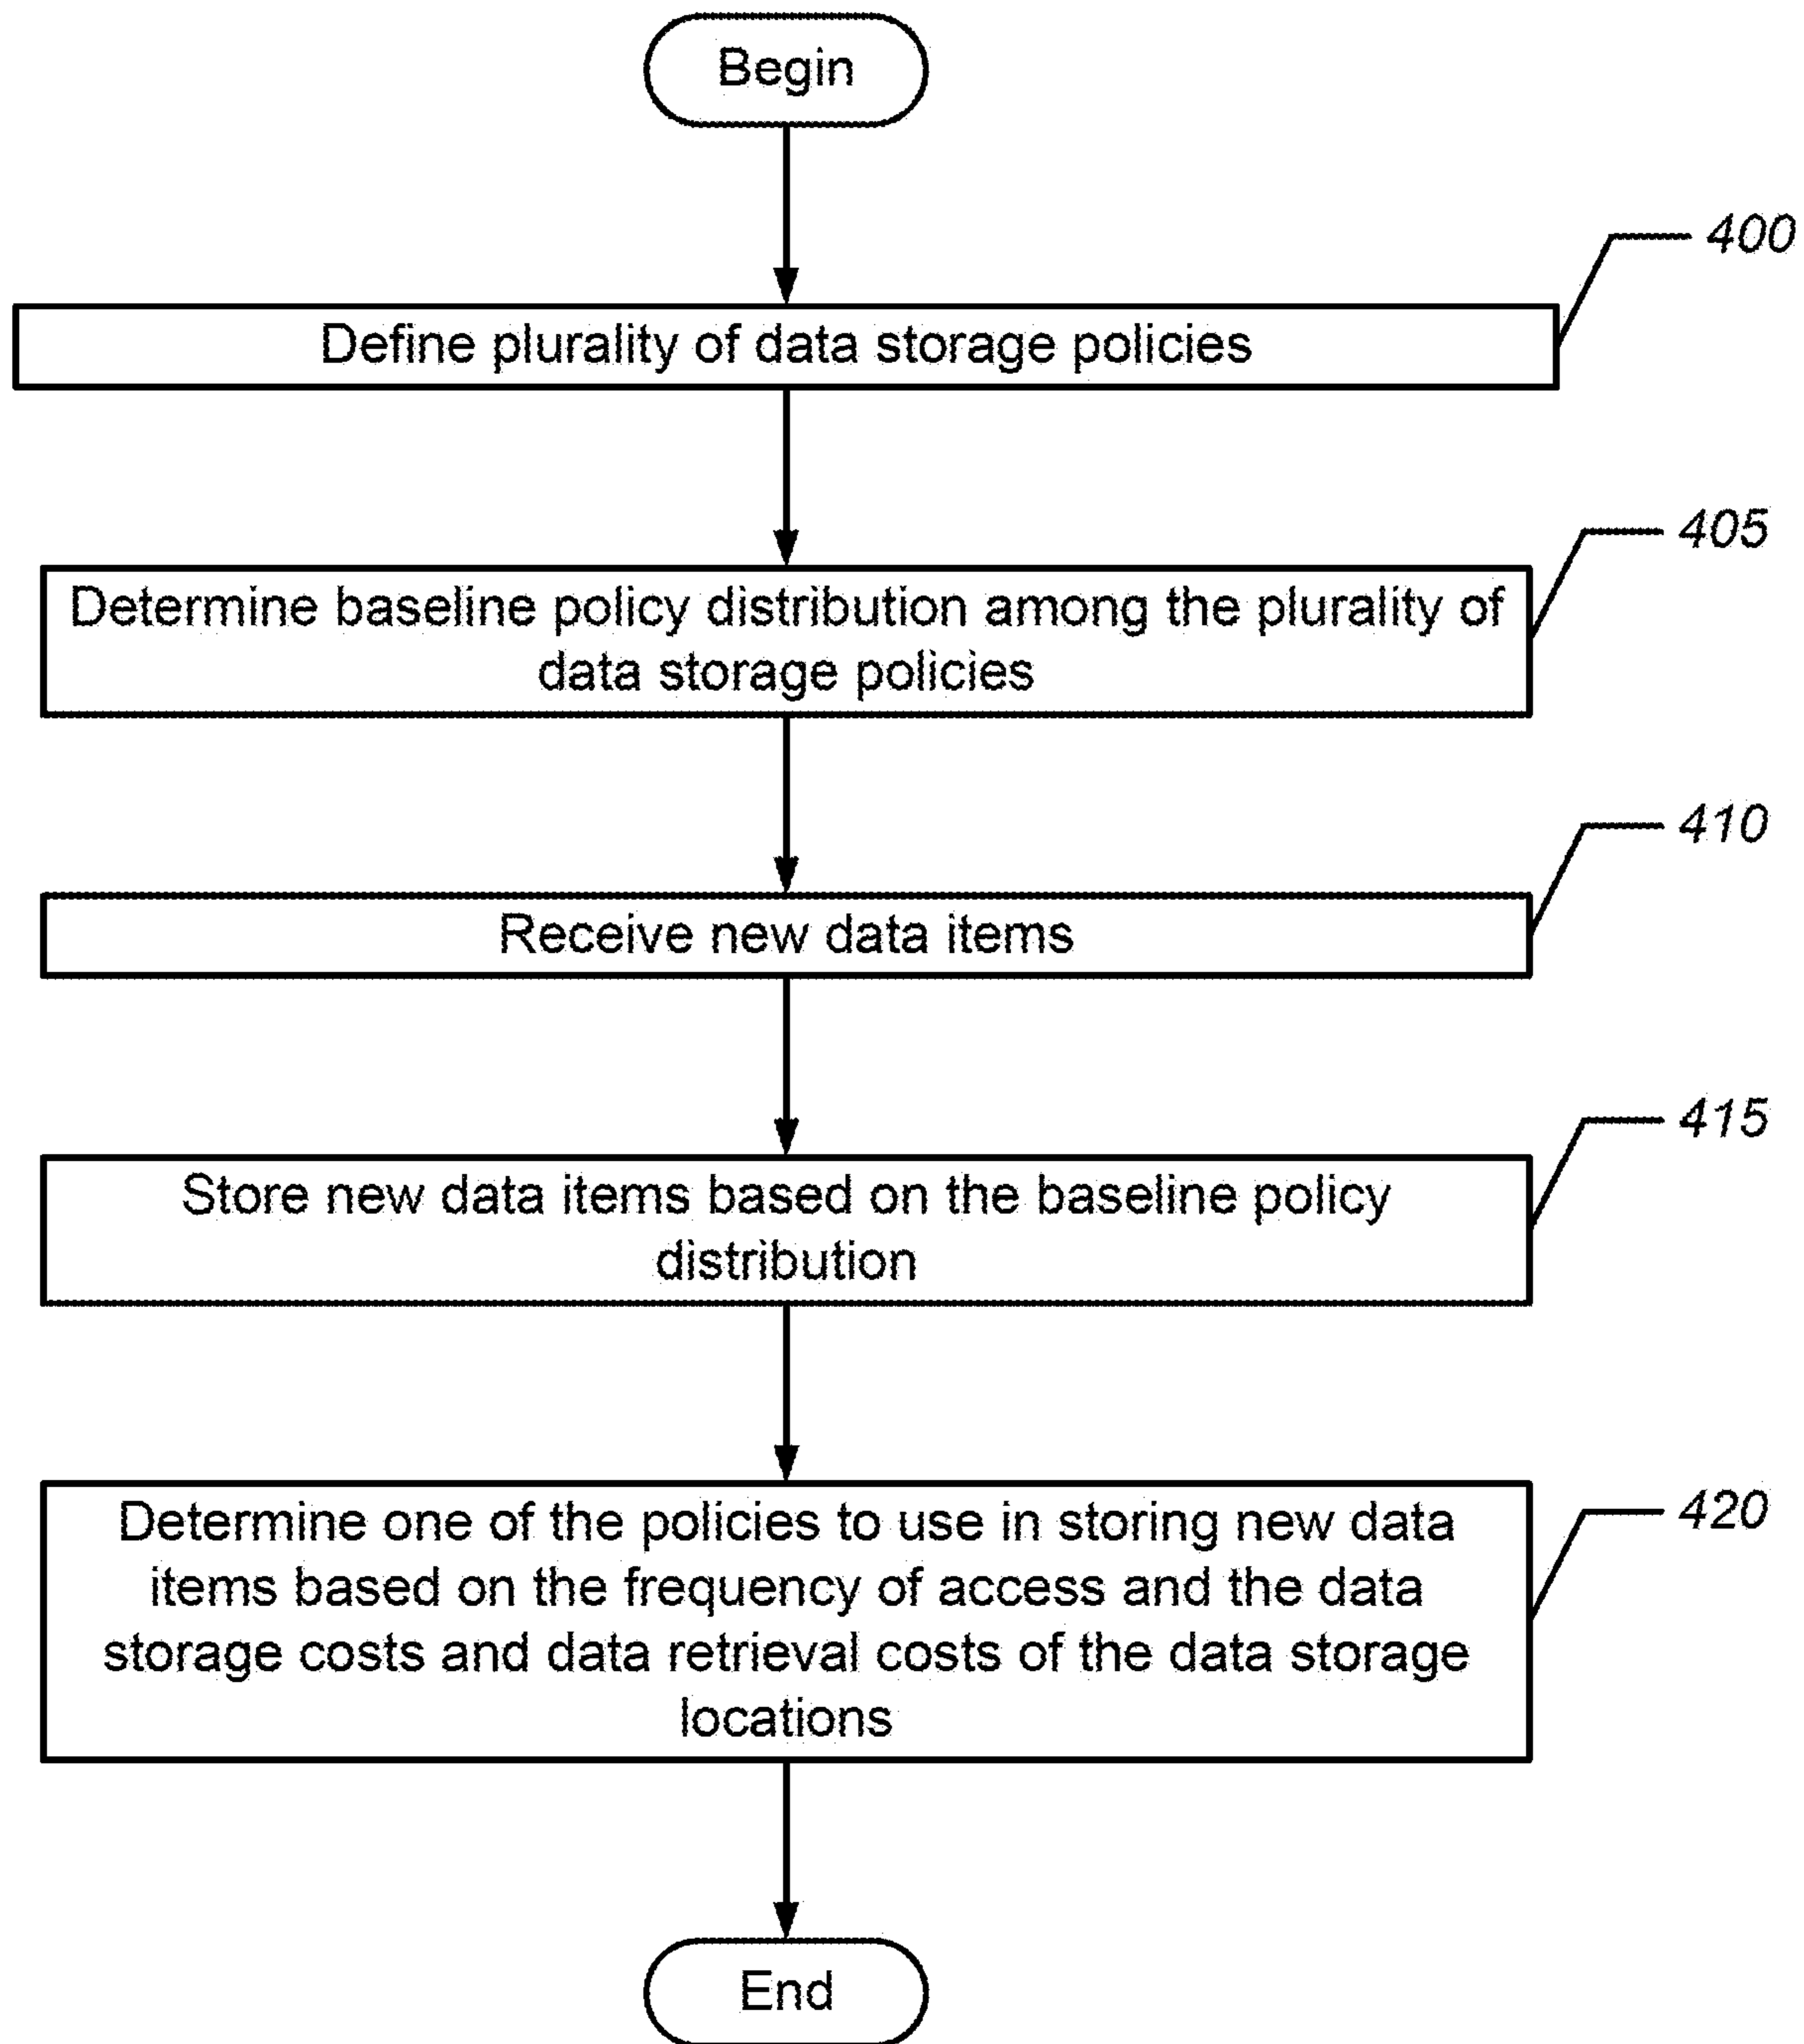 Begin
400
Define plurality of data storage policies
405
Determine baseline policy distribution among the plurality of
data storage policies
410
Receive new data items
415
Store new data items based on the baseline policy
distribution
420
Determine one of the policies to use in storing new data
items based on the frequency of access and the data
storage costs and data retrieval costs of the data storage
locations
End